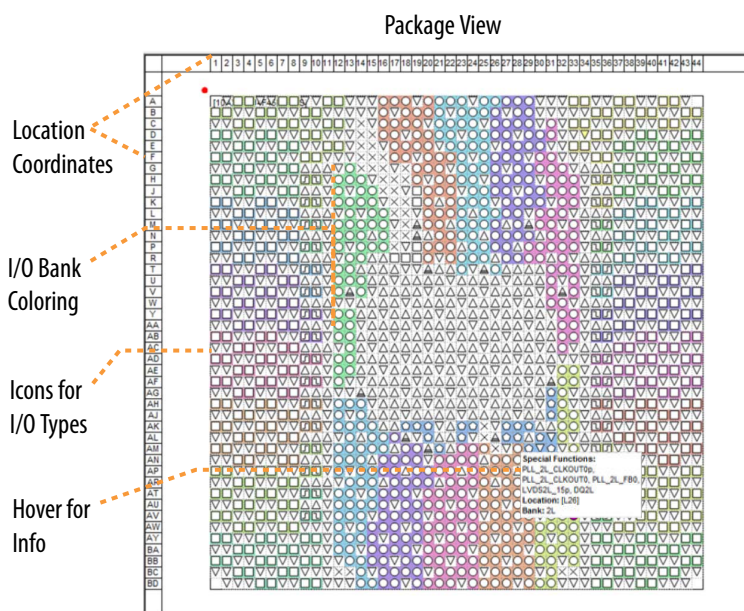 Package View
1 2 3 4 5 6 7 8 9 10 11 12 13 14 15 16 17 18 19 20 21 22 23 24 25 26 27 28 29 30 31 32 33 34 35 36 37 38 39 40 41 42 43 44
A
B
C
D
E
F
G
H
J
K
L
M
N
P
R
T
U
V
W
Y
AA
AB
AC
AD
AE
AF
AG
AH
AJ
AK
AL
AM
AN
AP
AR
AT
AU
AV
AW
AY
BA
BB
BC
BD
Location
Coordinates
I/O Bank
Coloring
Icons for
I/O Types
Hover for
Info
Special Functions:
PLL_2L_CLKOUT0p,
PLL_2L_CLKOUT0, PLL_2L_FB0,
LVDS2L_15p, DQ2L
Location: [L26]
Bank: 2L